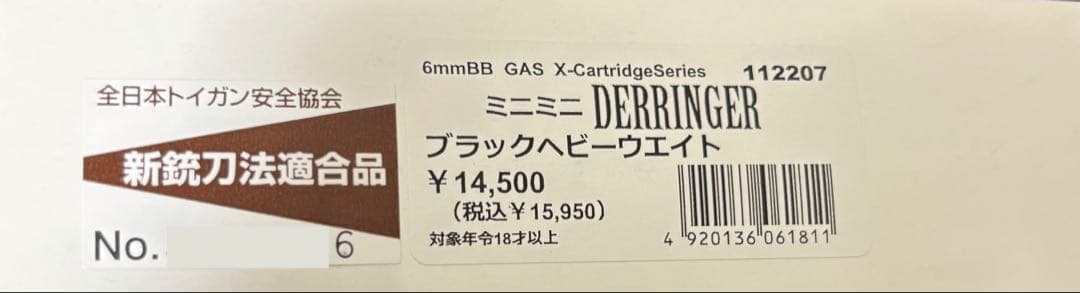 全日本トイガン安全協会
新銃刀法適合品
No. 6
6mmBB GAS X-CartridgeSeries 112207
ミニミニ DERRINGER
ブラックヘビーウエイト
￥14,500
（税込￥15,950）
対象年令18才以上
4 920136 061811